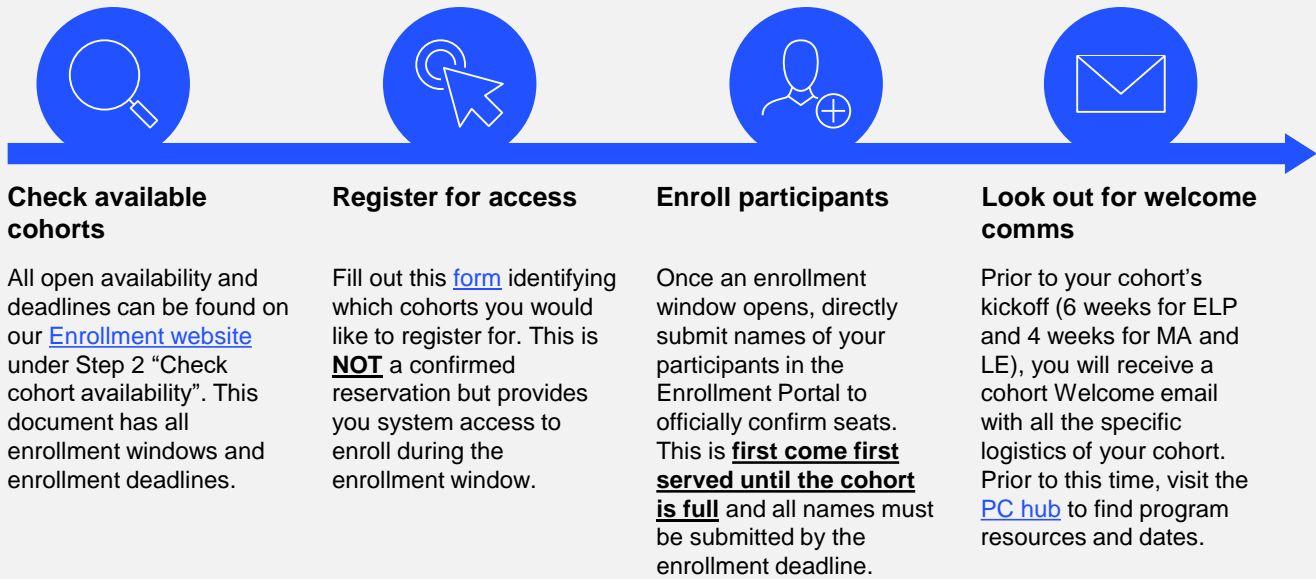 Check available
cohorts
All open availability and
deadlines can be found on
our Enrollment website
under Step 2 “Check
cohort availability”. This
document has all
enrollment windows and
enrollment deadlines.
Register for access
Fill out this form identifying
which cohorts you would
like to register for. This is
NOT a confirmed
reservation but provides
you system access to
enroll during the
enrollment window.
Enroll participants
Once an enrollment
window opens, directly
submit names of your
participants in the
Enrollment Portal to
officially confirm seats.
This is first come first
served until the cohort
is full and all names must
be submitted by the
enrollment deadline.
Look out for welcome
comms
Prior to your cohort’s
kickoff (6 weeks for ELP
and 4 weeks for MA and
LE), you will receive a
cohort Welcome email
with all the specific
logistics of your cohort.
Prior to this time, visit the
PC hub to find program
resources and dates.